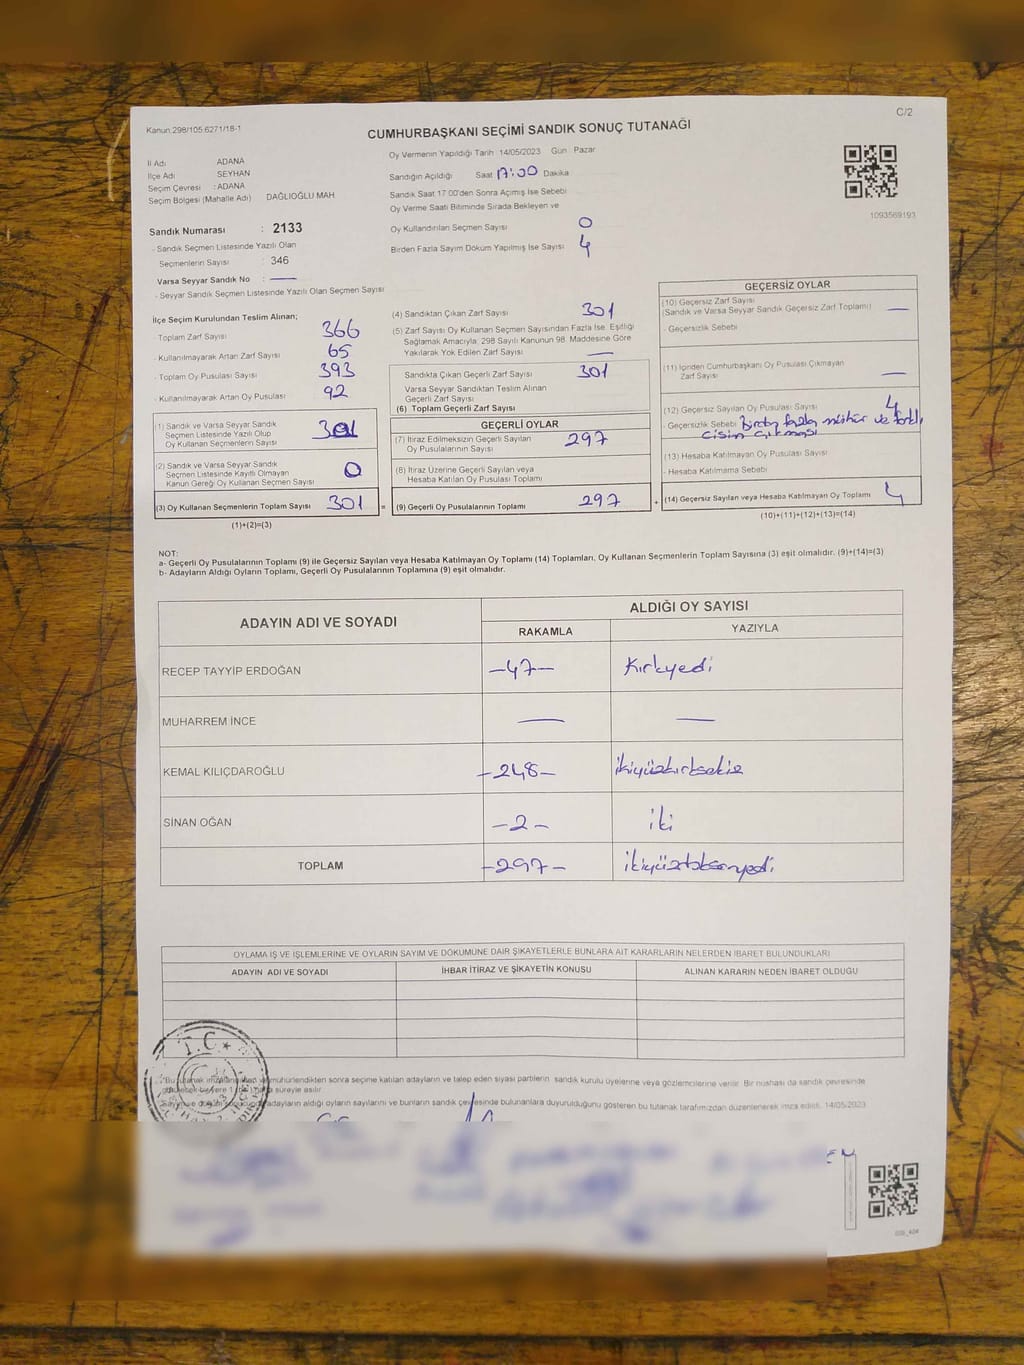 Kanun 298/105 6271/18-1
C/2
CUMHURBAŞKANI SEÇİMİ SANDIK SONUÇ TUTANAĞI
İl Adı ADANA
İlçe Adı SEYHAN
Seçim Çevresi : ADANA
Seçim Bölgesi (Mahalle Adı) DAĞLIOĞLU MAH
Sandık Numarası : 2133
- Sandık Seçmen Listesinde Yazılı Olan
Seçmenlerin Sayısı : 346
Varsa Seyyar Sandık No : —
- Seyyar Sandık Seçmen Listesinde Yazılı Olan Seçmen Sayısı
Oy Vermenin Yapıldığı Tarih : 14/05/2023 Gün : Pazar
Sandığın Açıldığı Saat 17:00 Dakika
Sandık Saat 17.00'den Sonra Açılmış İse Sebebi
Oy Verme Saati Bitiminde Sırada Bekleyen ve
Oy Kullandırılan Seçmen Sayısı 0
Birden Fazla Sayım Döküm Yapılmış İse Sayısı 4
1093569193
İlçe Seçim Kurulundan Teslim Alınan;
- Toplam Zarf Sayısı 366
- Kullanılmayarak Artan Zarf Sayısı 65
- Toplam Oy Pusulası Sayısı 393
- Kullanılmayarak Artan Oy Pusulası 92
(1) Sandık ve Varsa Seyyar Sandık
Seçmen Listesinde Yazılı Olup
Oy Kullanan Seçmenlerin Sayısı 301
(2) Sandık ve Varsa Seyyar Sandık
Seçmen Listesinde Kayıtlı Olmayan
Kanun Gereği Oy Kullanan Seçmen Sayısı 0
(3) Oy Kullanan Seçmenlerin Toplam Sayısı 301 =
(1)+(2)=(3)
(4) Sandıktan Çıkan Zarf Sayısı 301
(5) Zarf Sayısı Oy Kullanan Seçmen Sayısından Fazla İse, Eşitliği
Sağlamak Amacıyla, 298 Sayılı Kanunun 98. Maddesine Göre
Yakılarak Yok Edilen Zarf Sayısı —
Sandıkta Çıkan Geçerli Zarf Sayısı 301
Varsa Seyyar Sandıktan Teslim Alınan
Geçerli Zarf Sayısı
(6) Toplam Geçerli Zarf Sayısı
GEÇERLİ OYLAR
(7) İtiraz Edilmeksizin Geçerli Sayılan
Oy Pusulalarının Sayısı 297
(8) İtiraz Üzerine Geçerli Sayılan veya
Hesaba Katılan Oy Pusulası Toplamı
(9) Geçerli Oy Pusulalarının Toplamı 297 +
GEÇERSİZ OYLAR
(10) Geçersiz Zarf Sayısı
(Sandık ve Varsa Seyyar Sandık Geçersiz Zarf Toplamı) —
- Geçersizlik Sebebi
(11) İçinden Cumhurbaşkanı Oy Pusulası Çıkmayan
Zarf Sayısı —
(12) Geçersiz Sayılan Oy Pusulası Sayısı 4
- Geçersizlik Sebebi Birden fazla mühür ve farklı
cisim çıkması
(13) Hesaba Katılmayan Oy Pusulası Sayısı
- Hesaba Katılmama Sebebi
(14) Geçersiz Sayılan veya Hesaba Katılmayan Oy Toplamı 4
(10)+(11)+(12)+(13)=(14)
NOT:
a- Geçerli Oy Pusulalarının Toplamı (9) ile Geçersiz Sayılan veya Hesaba Katılmayan Oy Toplamı (14) Toplamları, Oy Kullanan Seçmenlerin Toplam Sayısına (3) eşit olmalıdır. (9)+(14)=(3)
b- Adayların Aldığı Oyların Toplamı, Geçerli Oy Pusulalarının Toplamına (9) eşit olmalıdır.
ADAYIN ADI VE SOYADI
ALDIĞI OY SAYISI
RAKAMLA YAZIYLA
RECEP TAYYİP ERDOĞAN —47— Kırkyedi
MUHARREM İNCE — —
KEMAL KILIÇDAROĞLU —248— ikiyüzkırksekiz
SİNAN OĞAN —2— iki
TOPLAM —297— ikiyüzdoksanyedi
OYLAMA İŞ VE İŞLEMLERİNE VE OYLARIN SAYIM VE DÖKÜMÜNE DAİR ŞİKAYETLERLE BUNLARA AİT KARARLARIN NELERDEN İBARET BULUNDUKLARI
ADAYIN ADI VE SOYADI İHBAR İTİRAZ VE ŞİKAYETİN KONUSU ALINAN KARARIN NEDEN İBARET OLDUĞU
T.C.
Bu tutanak imzalanıp mühürlendikten sonra seçime katılan adayların ve talep eden siyasi partilerin sandık kurulu üyelerine veya gözlemcilerine verilir. Bir nüshası da sandık çevresinde
süreyle asılır.
adayların aldığı oyların sayılarını ve bunların sandık çevresinde bulunanlara duyurulduğunu gösteren bu tutanak tarafımızdan düzenlenerek imza edildi. 14/05/2023